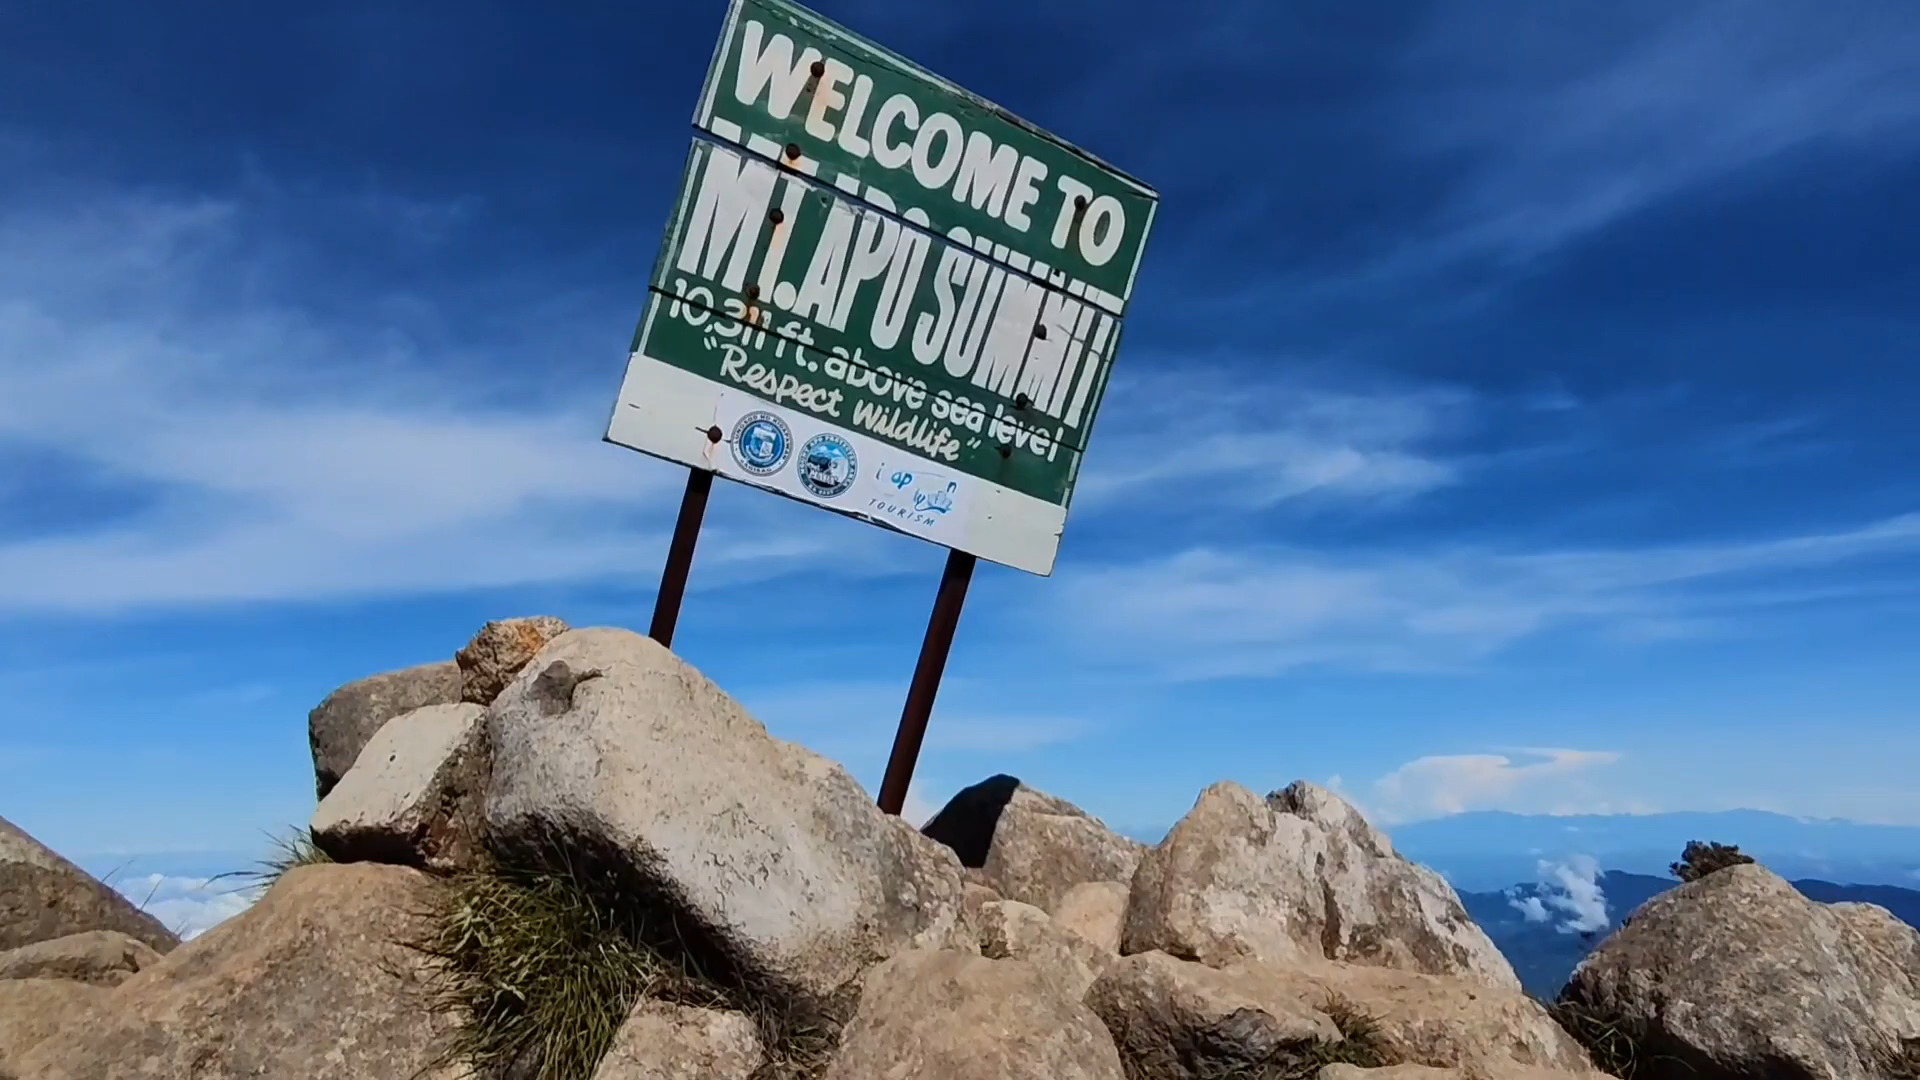 WELCOME TO
MT. APO SUMMIT
10,311 ft. above sea level
"Respect Wildlife"
TOURISM